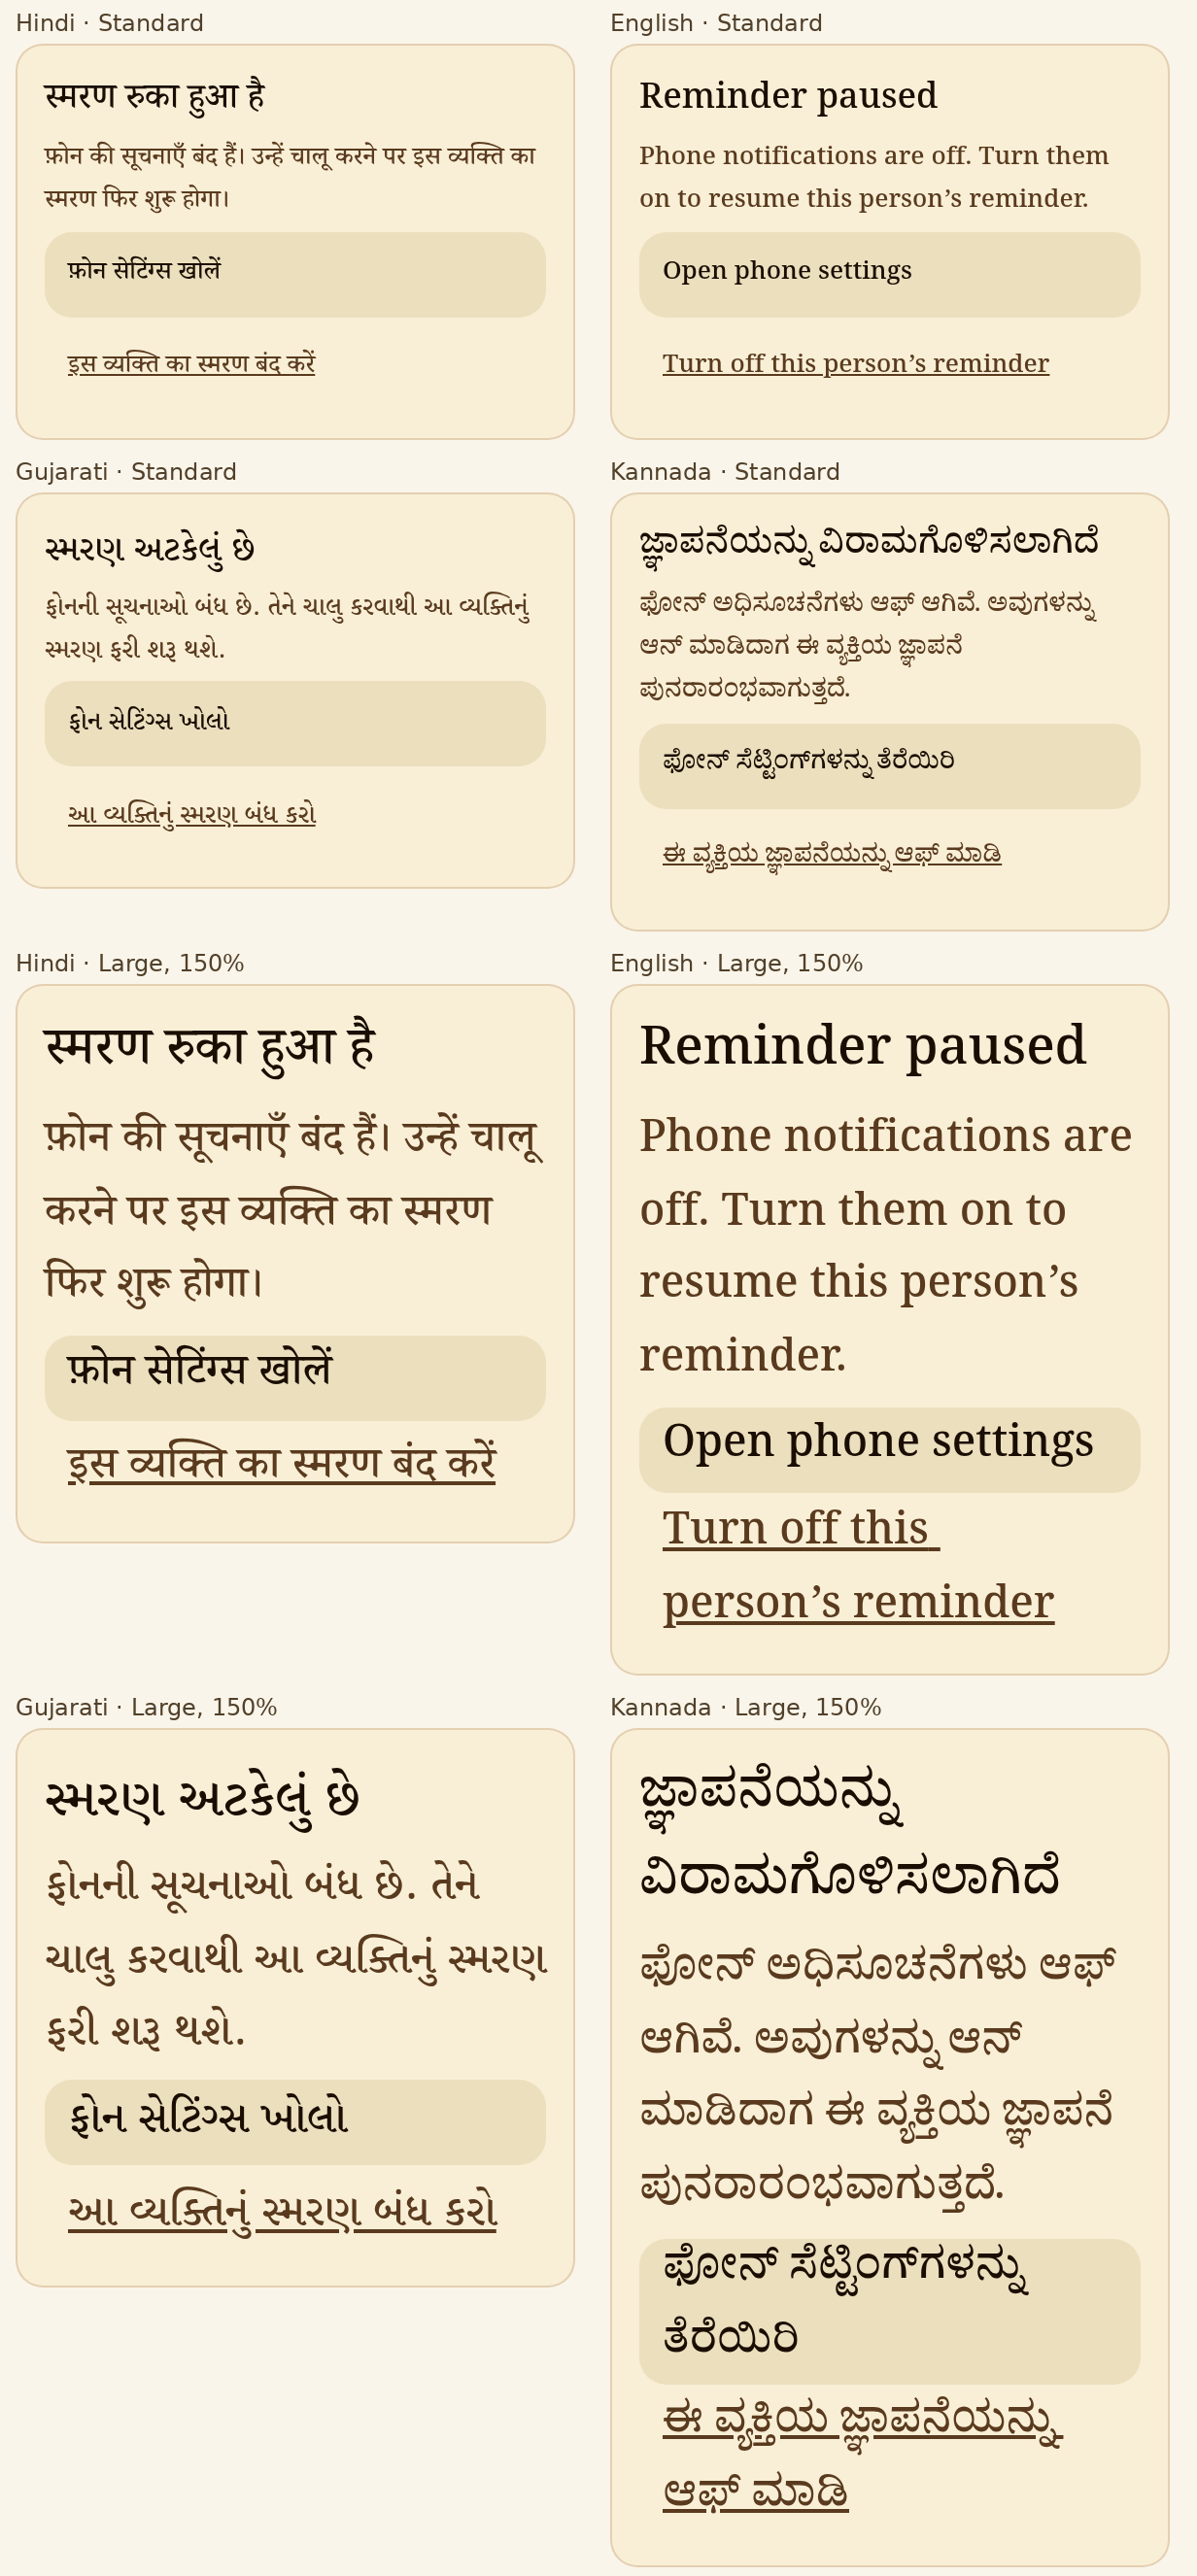 Hindi · Standard
स्मरण रुका हुआ है
फ़ोन की सूचनाएँ बंद हैं। उन्हें चालू करने पर इस व्यक्ति का
स्मरण फिर शुरू होगा।
फ़ोन सेटिंग्स खोलें
इस व्यक्ति का स्मरण बंद करें
English · Standard
Reminder paused
Phone notifications are off. Turn them
on to resume this person’s reminder.
Open phone settings
Turn off this person’s reminder
Gujarati · Standard
સ્મરણ અટકેલું છે
ફોનની સૂચનાઓ બંધ છે. તેને ચાલુ કરવાથી આ વ્યક્તિનું
સ્મરણ ફરી શરૂ થશે.
ફોન સેટિંગ્સ ખોલો
આ વ્યક્તિનું સ્મરણ બંધ કરો
Kannada · Standard
ಜ್ಞಾಪನೆಯನ್ನು ವಿರಾಮಗೊಳಿಸಲಾಗಿದೆ
ಫೋನ್ ಅಧಿಸೂಚನೆಗಳು ಆಫ್ ಆಗಿವೆ. ಅವುಗಳನ್ನು
ಆನ್ ಮಾಡಿದಾಗ ಈ ವ್ಯಕ್ತಿಯ ಜ್ಞಾಪನೆ
ಪುನರಾರಂಭವಾಗುತ್ತದೆ.
ಫೋನ್ ಸೆಟ್ಟಿಂಗ್‌ಗಳನ್ನು ತೆರೆಯಿರಿ
ಈ ವ್ಯಕ್ತಿಯ ಜ್ಞಾಪನೆಯನ್ನು ಆಫ್ ಮಾಡಿ
Hindi · Large, 150%
स्मरण रुका हुआ है
फ़ोन की सूचनाएँ बंद हैं। उन्हें चालू
करने पर इस व्यक्ति का स्मरण
फिर शुरू होगा।
फ़ोन सेटिंग्स खोलें
इस व्यक्ति का स्मरण बंद करें
English · Large, 150%
Reminder paused
Phone notifications are
off. Turn them on to
resume this person’s
reminder.
Open phone settings
Turn off this
person’s reminder
Gujarati · Large, 150%
સ્મરણ અટકેલું છે
ફોનની સૂચનાઓ બંધ છે. તેને
ચાલુ કરવાથી આ વ્યક્તિનું સ્મરણ
ફરી શરૂ થશે.
ફોન સેટિંગ્સ ખોલો
આ વ્યક્તિનું સ્મરણ બંધ કરો
Kannada · Large, 150%
ಜ್ಞಾಪನೆಯನ್ನು
ವಿರಾಮಗೊಳಿಸಲಾಗಿದೆ
ಫೋನ್ ಅಧಿಸೂಚನೆಗಳು ಆಫ್
ಆಗಿವೆ. ಅವುಗಳನ್ನು ಆನ್
ಮಾಡಿದಾಗ ಈ ವ್ಯಕ್ತಿಯ ಜ್ಞಾಪನೆ
ಪುನರಾರಂಭವಾಗುತ್ತದೆ.
ಫೋನ್ ಸೆಟ್ಟಿಂಗ್‌ಗಳನ್ನು
ತೆರೆಯಿರಿ
ಈ ವ್ಯಕ್ತಿಯ ಜ್ಞಾಪನೆಯನ್ನು
ಆಫ್ ಮಾಡಿ